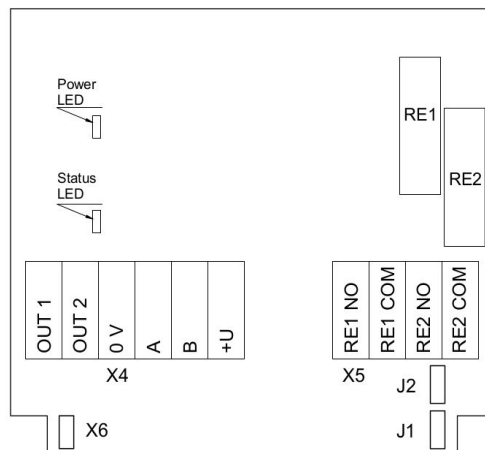 Power
LED
RE1
RE2
Status
LED
OUT 1
OUT 2
0 V
A
B
+U
RE1 NO
RE1 COM
RE2 NO
RE2 COM
X4
X5
J2
X6
J1